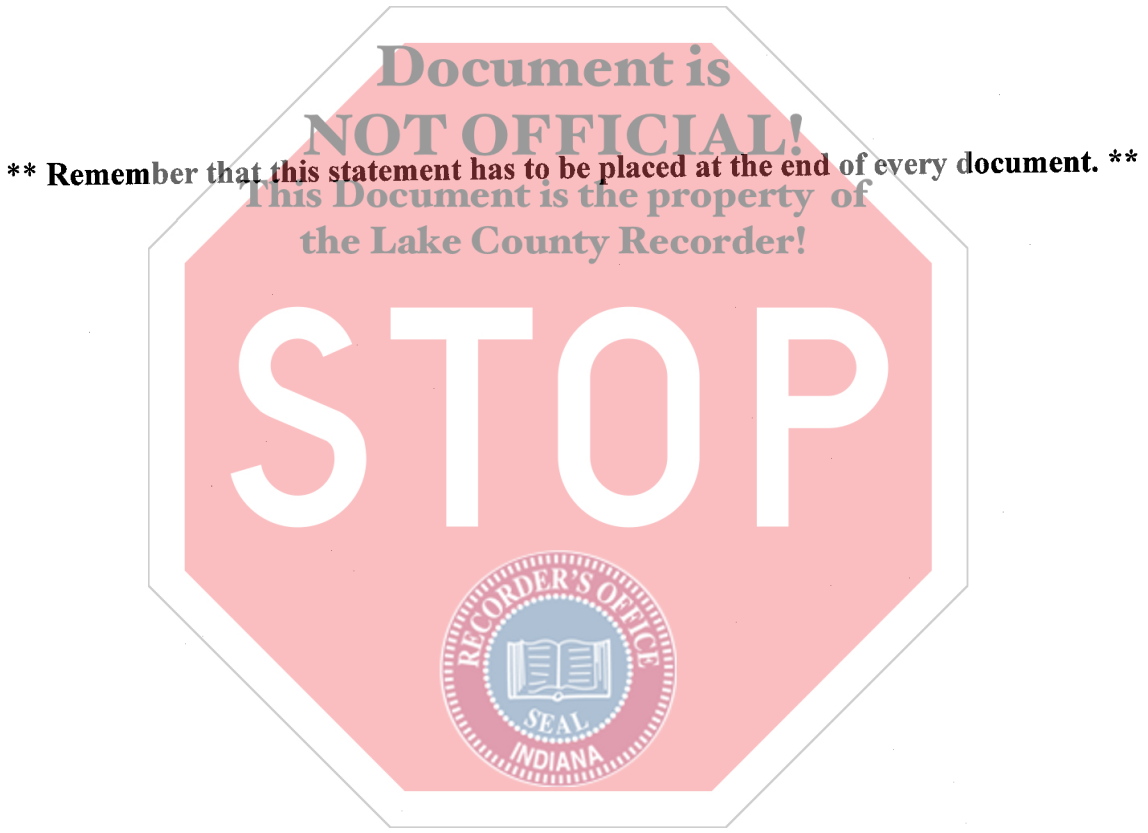 Document is
NOT OFFICIAL!
** Remember that this statement has to be placed at the end of every document. **
This Document is the property of
the Lake County Recorder!
STOP
RECORDER'S OFFICE
SEAL
INDIANA